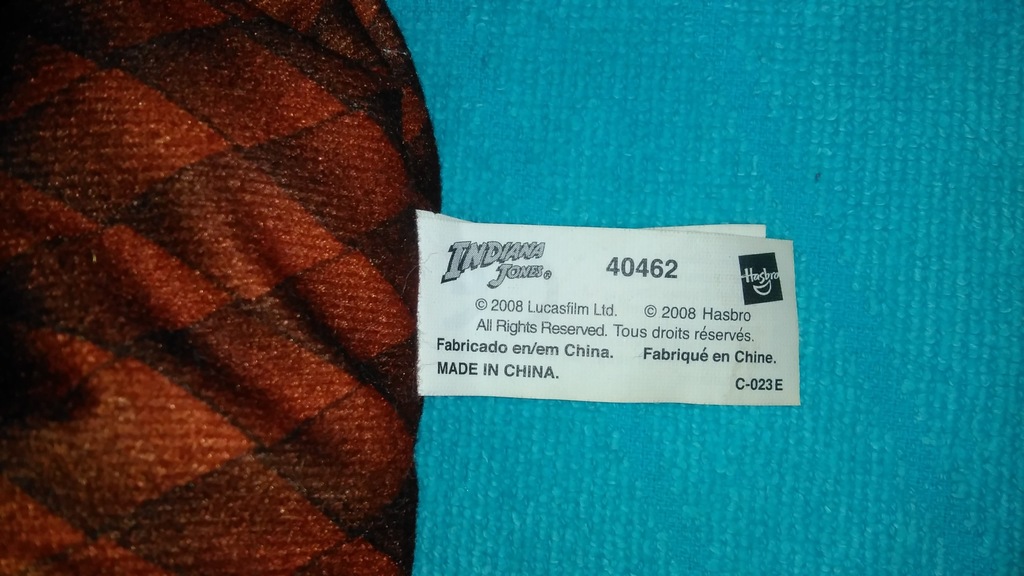 INDIANA JONES® 40462 Hasbro
© 2008 Lucasfilm Ltd. © 2008 Hasbro
All Rights Reserved. Tous droits réservés.
Fabricado en/em China. Fabriqué en Chine.
MADE IN CHINA. C-023E